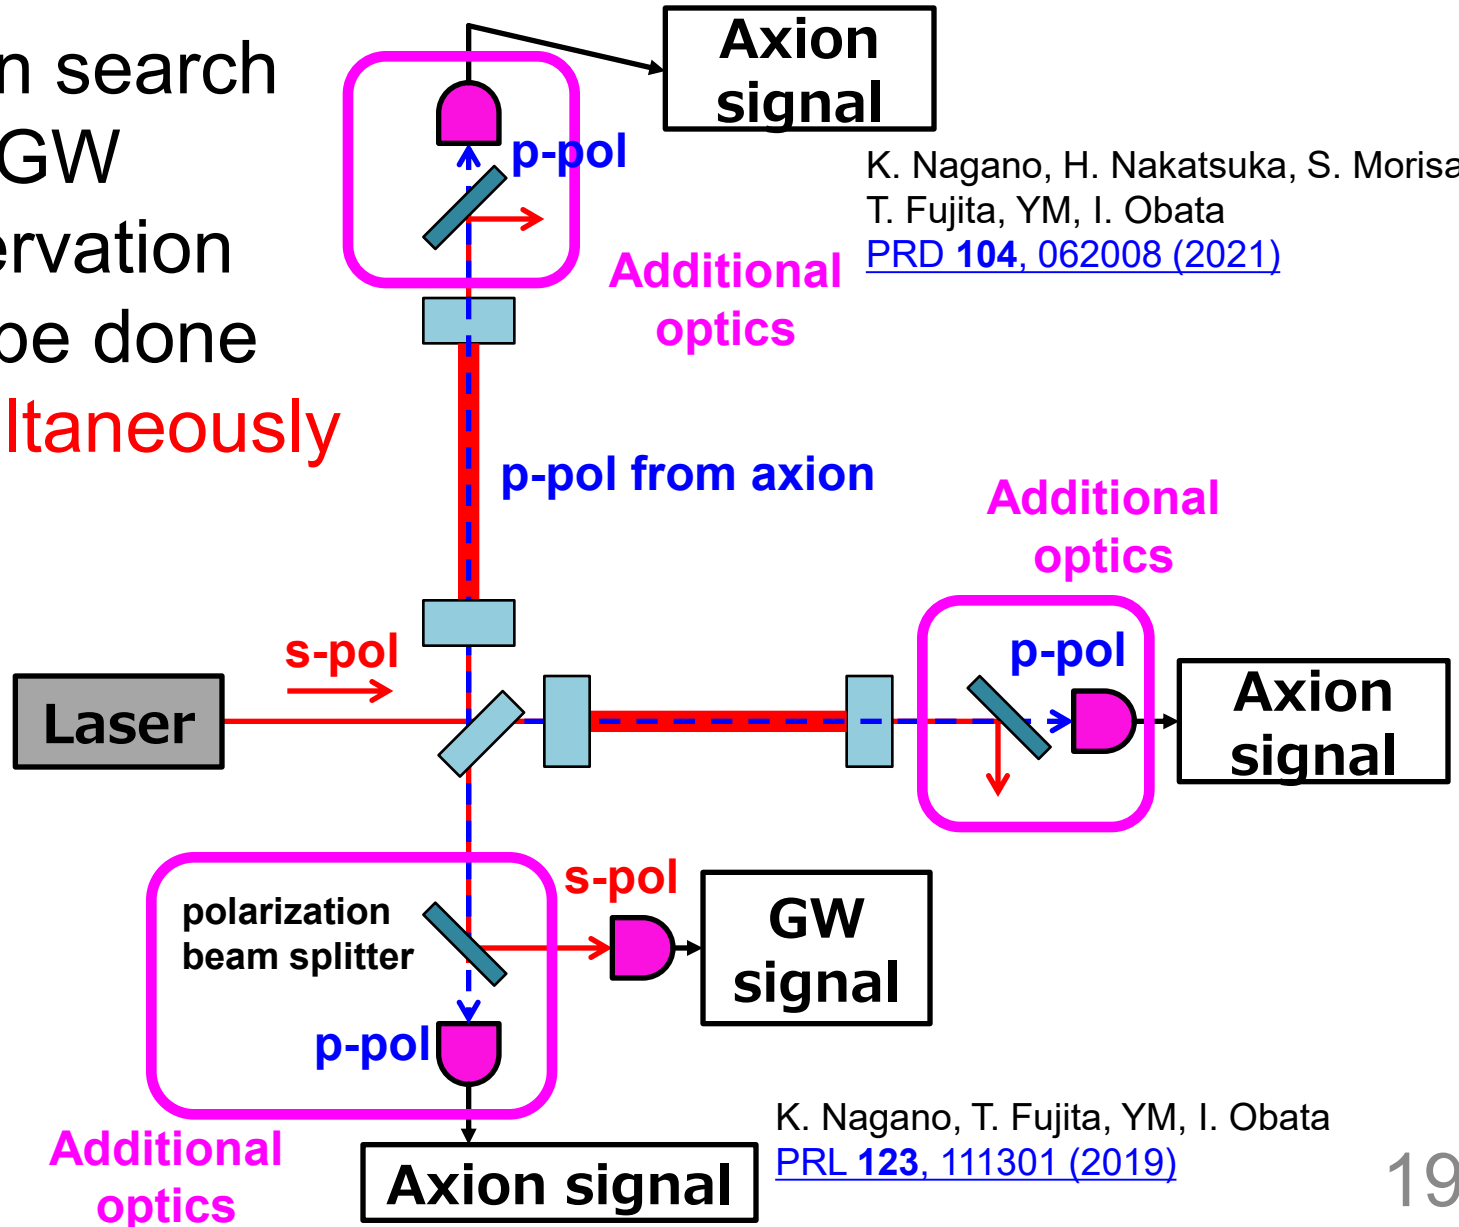 n search
GW
ervation
be done
ltaneously
Axion
signal
p-pol
K. Nagano, H. Nakatsuka, S. Morisa
T. Fujita, YM, I. Obata
PRD 104, 062008 (2021)
Additional
optics
p-pol from axion
Additional
optics
s-pol
p-pol
Laser
Axion
signal
s-pol
polarization
beam splitter
GW
signal
p-pol
K. Nagano, T. Fujita, YM, I. Obata
PRL 123, 111301 (2019)
Additional
optics
Axion signal
19